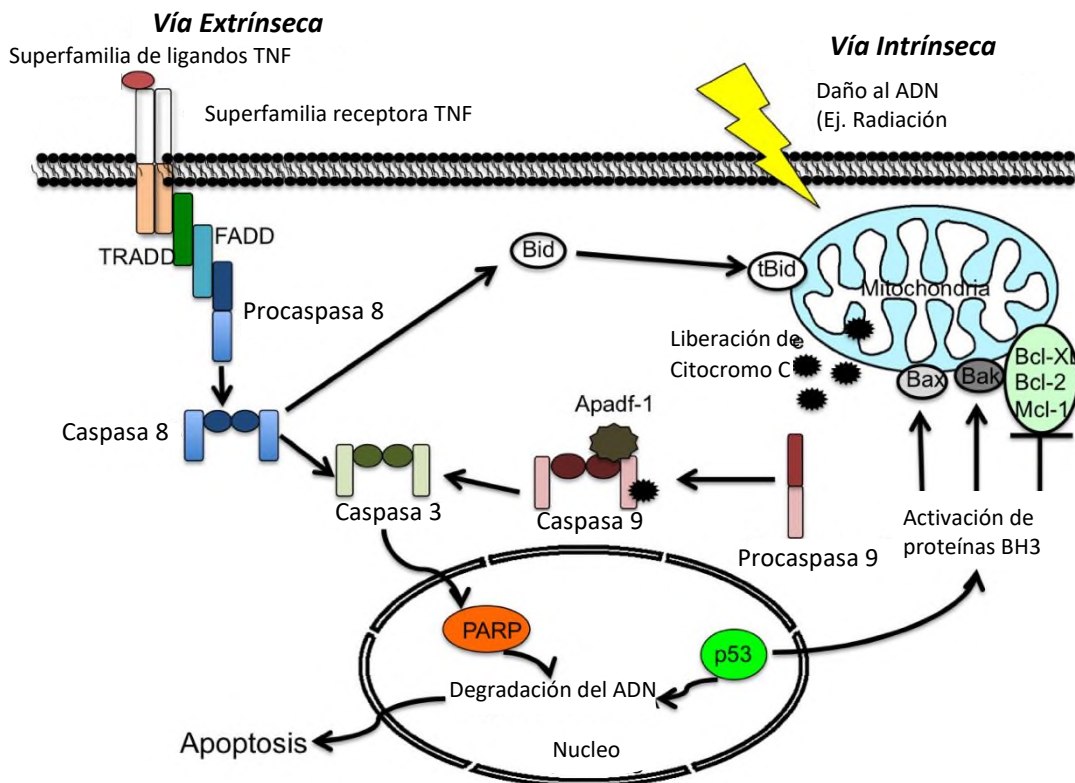 Vía Extrínseca
Superfamilia de ligandos TNF
Superfamilia receptora TNF
Vía Intrínseca
Daño al ADN
(Ej. Radiación
TRADD
FADD
Procaspasa 8
Caspasa 8
Bid
tBid
Mitochondria
Liberación de
Citocromo C
Bax
Bak
Bcl-XL
Bcl-2
Mcl-1
Apadf-1
Caspasa 3
Caspasa 9
Procaspasa 9
Activación de
proteínas BH3
PARP
p53
Degradación del ADN
Apoptosis
Nucleo